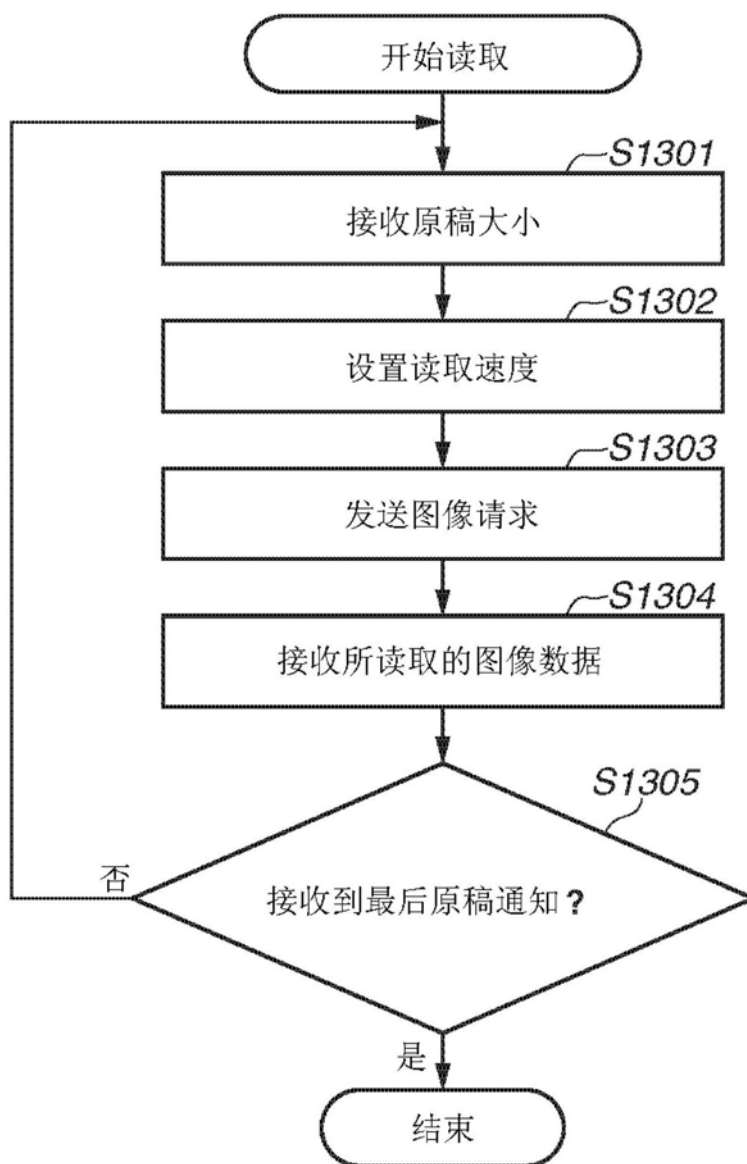 开始读取
S1301
接收原稿大小
S1302
设置读取速度
S1303
发送图像请求
S1304
接收所读取的图像数据
S1305
否
接收到最后原稿通知?
是
结束